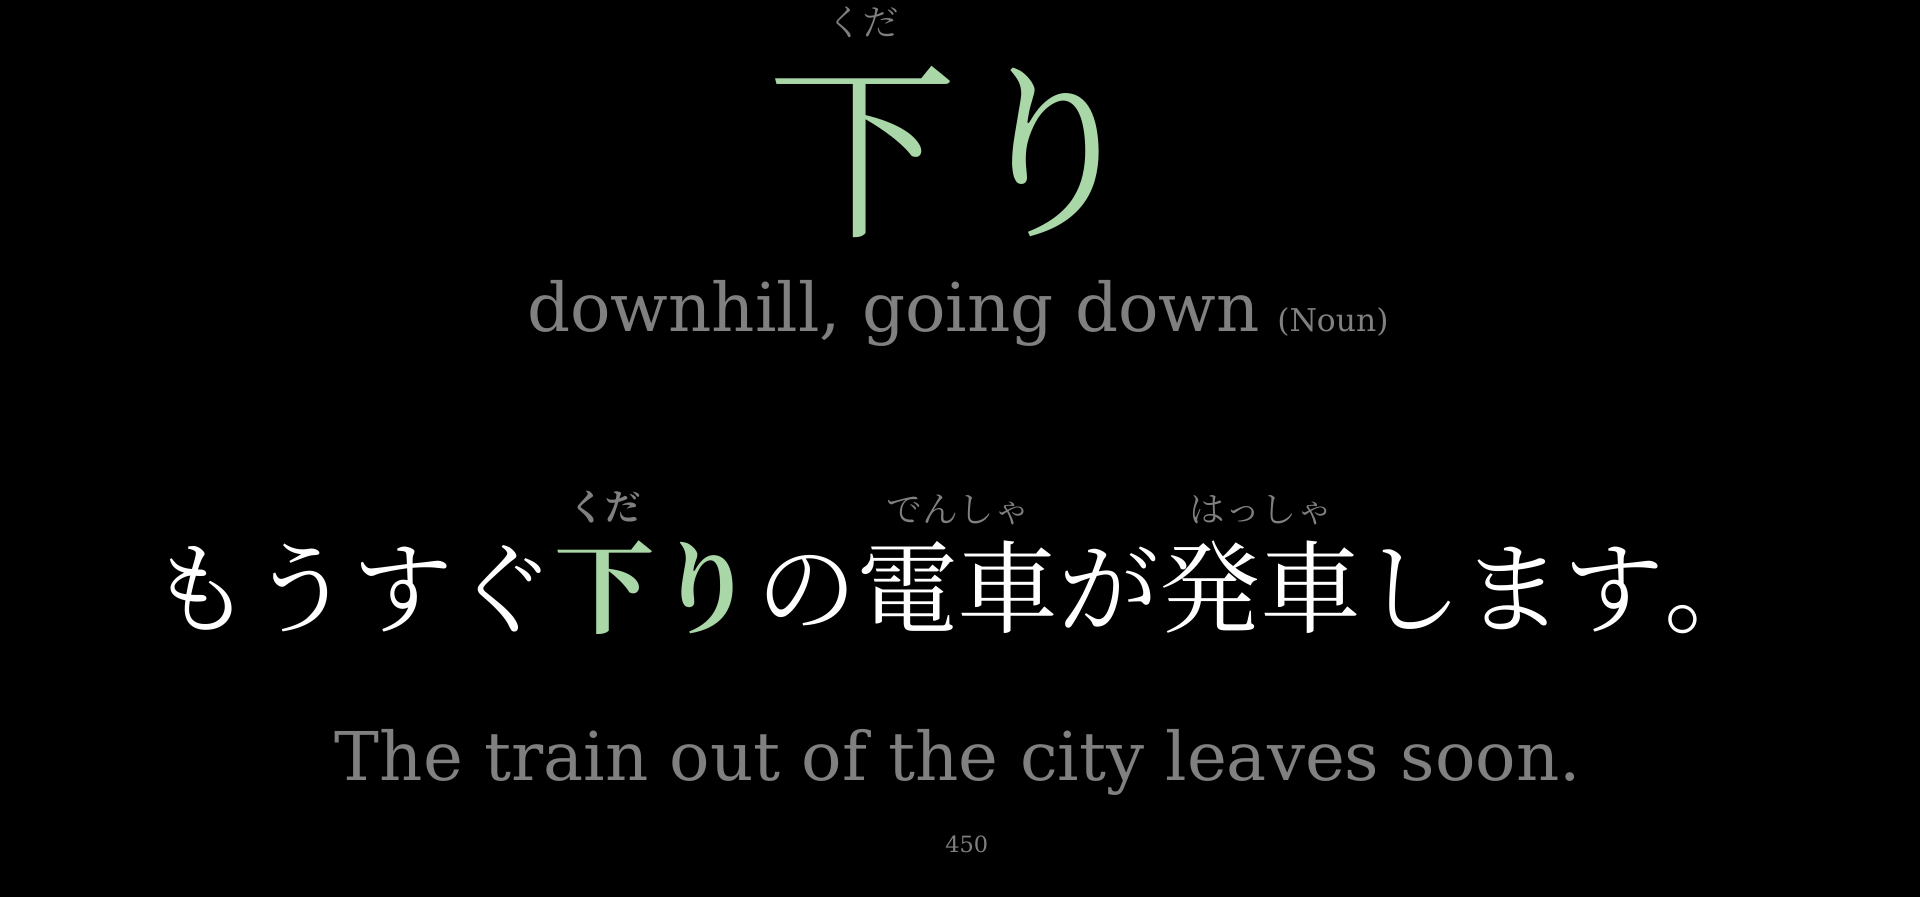 くだ
下り
downhill, going down (Noun)
くだ でんしゃ はっしゃ
もうすぐ下りの電車が発車します。
The train out of the city leaves soon.
450